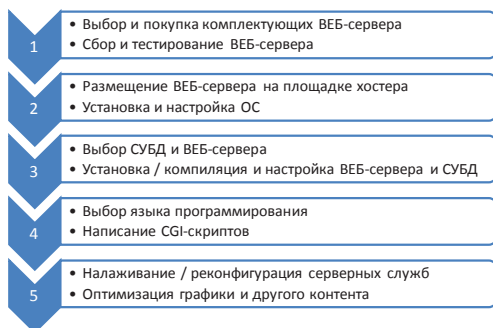 1
• Выбор и покупка комплектующих ВЕБ-сервера
• Сбор и тестирование ВЕБ-сервера
2
• Размещение ВЕБ-сервера на площадке хостера
• Установка и настройка ОС
3
• Выбор СУБД и ВЕБ-сервера
• Установка / компиляция и настройка ВЕБ-сервера и СУБД
4
• Выбор языка программирования
• Написание CGI-скриптов
5
• Налаживание / реконфигурация серверных служб
• Оптимизация графики и другого контента